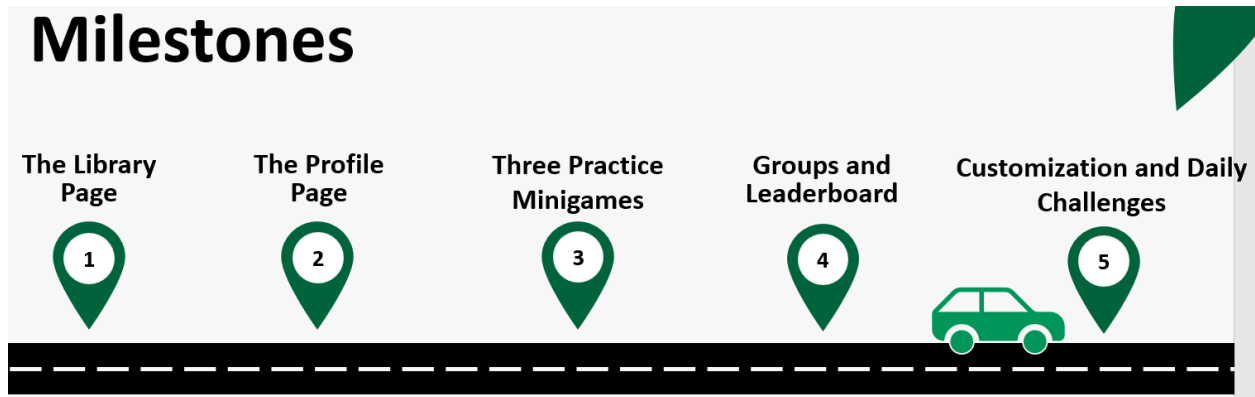 Milestones
The Library
Page
The Profile
Page
Three Practice
Minigames
Groups and
Leaderboard
Customization and Daily
Challenges
1
2
3
4
5